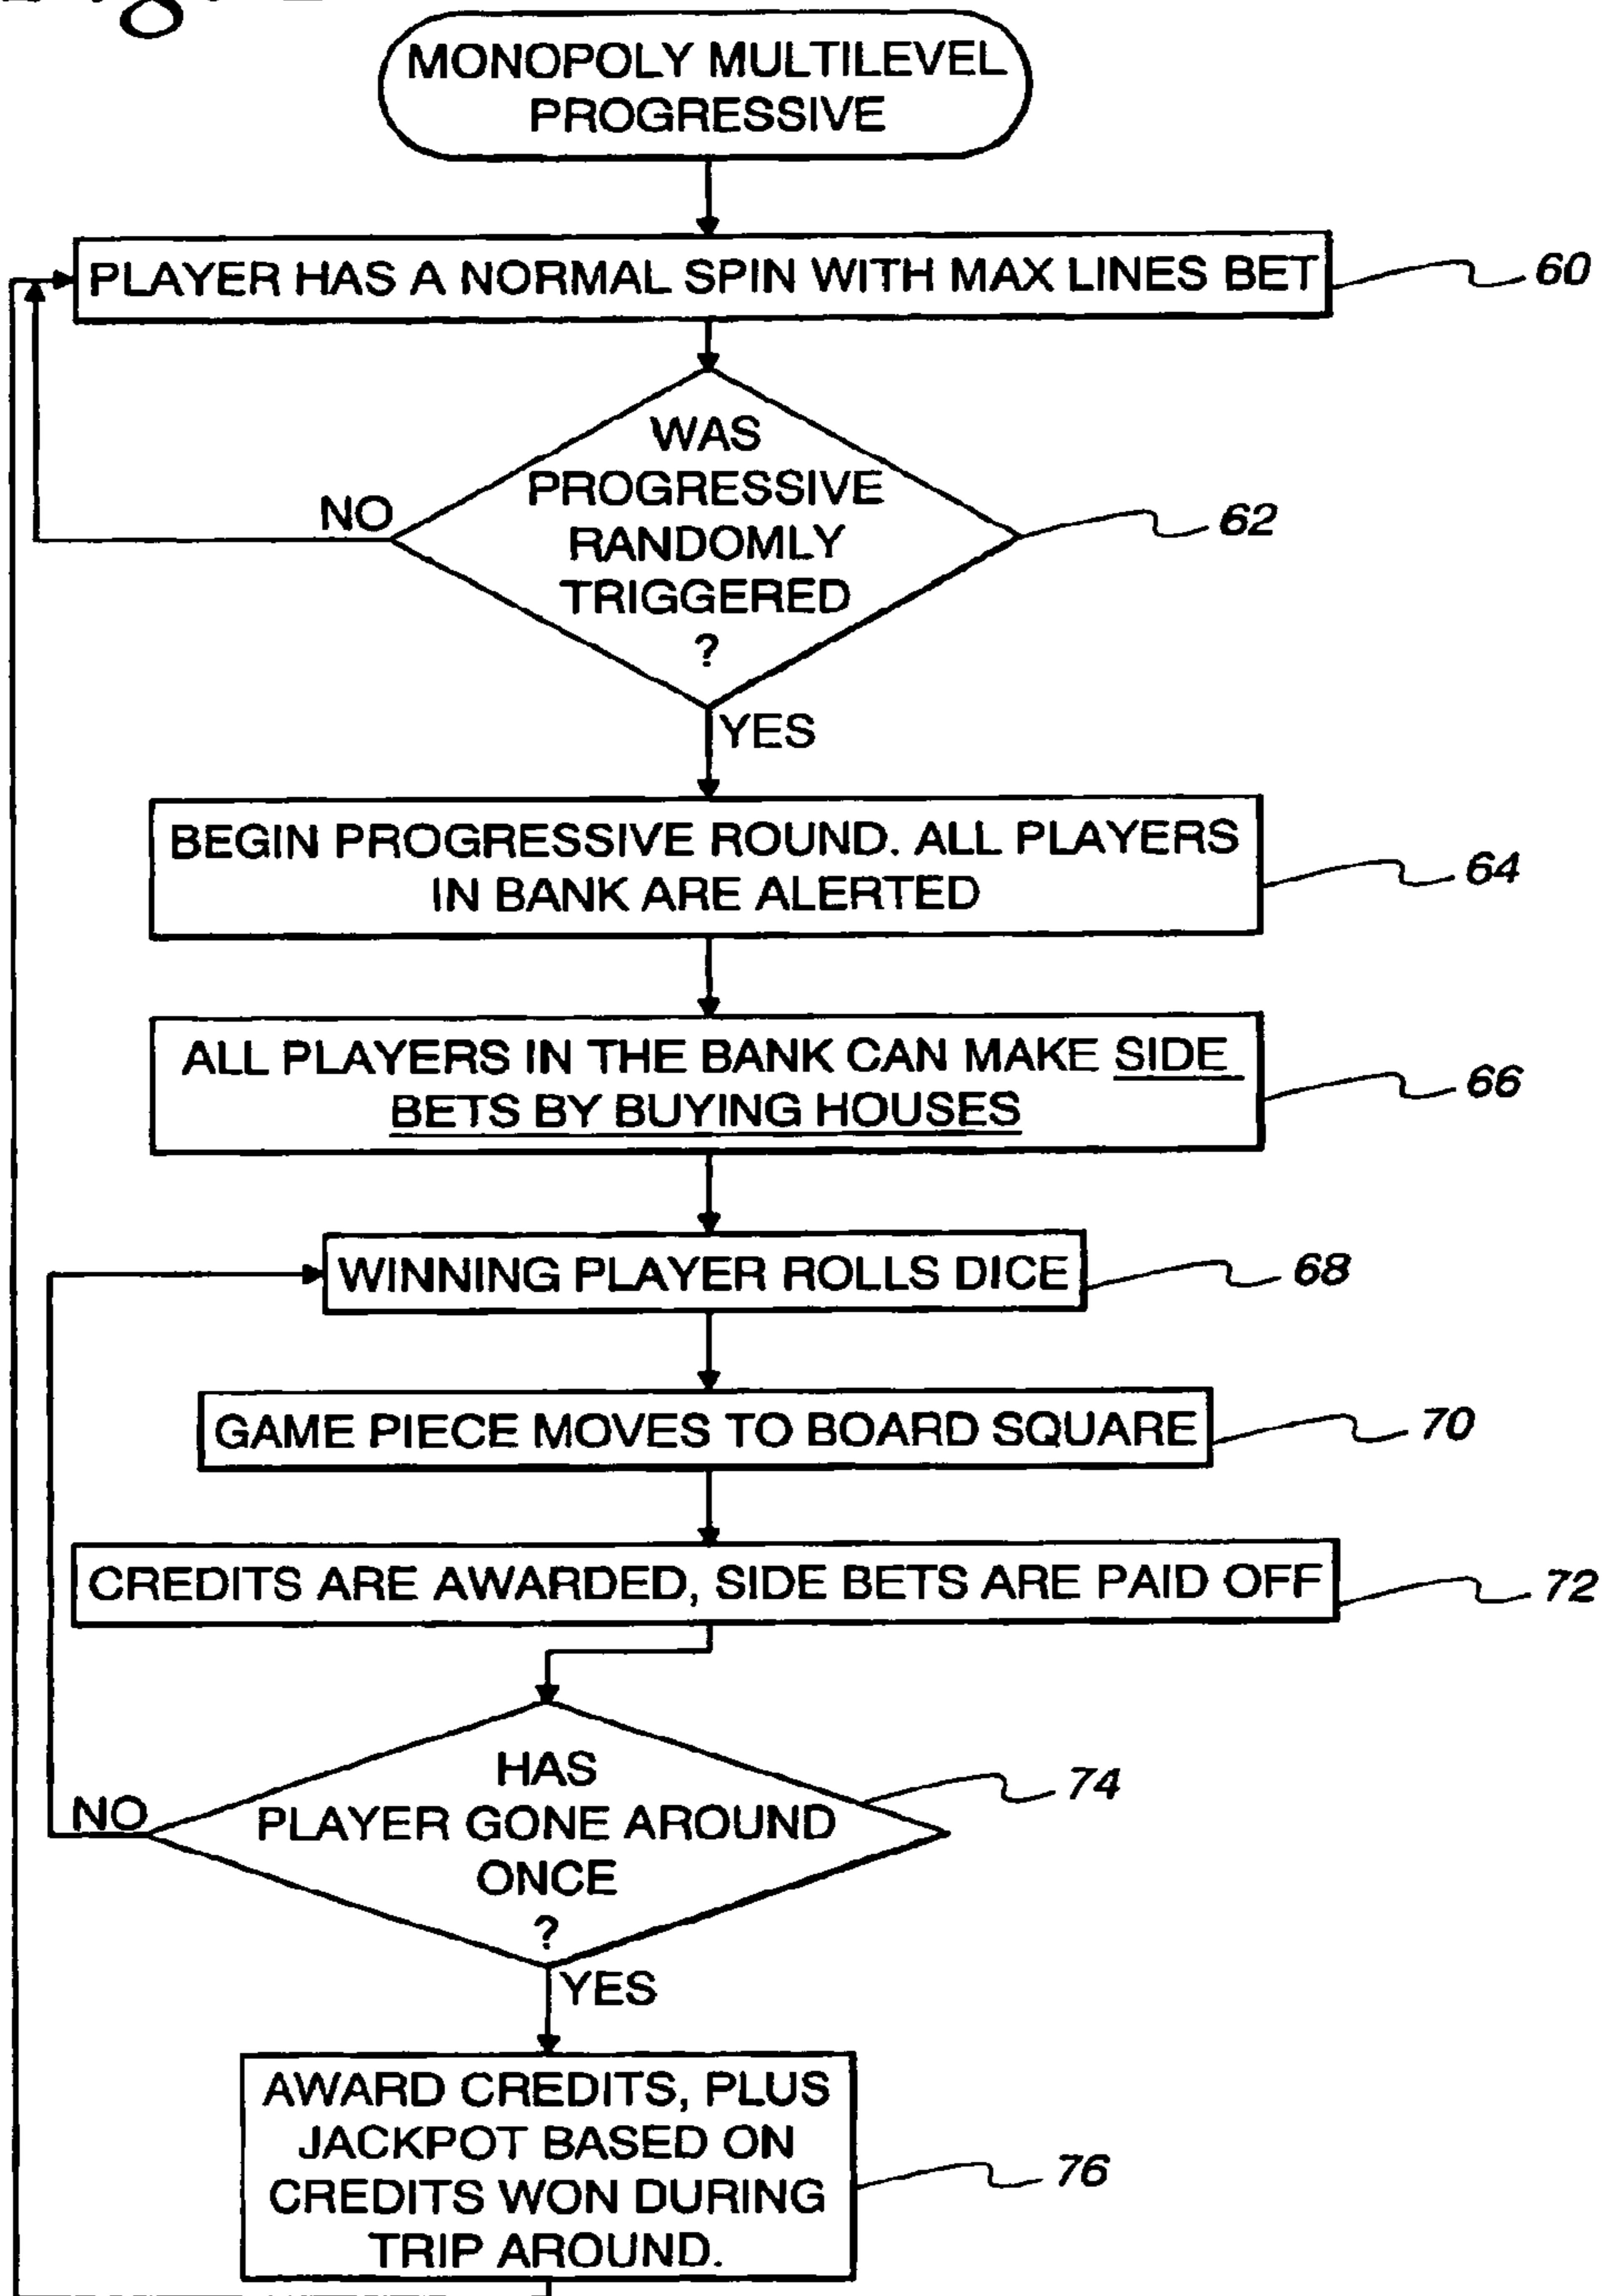 MONOPOLY MULTILEVEL
PROGRESSIVE
PLAYER HAS A NORMAL SPIN WITH MAX LINES BET
60
WAS
PROGRESSIVE
RANDOMLY
TRIGGERED
?
NO
62
YES
BEGIN PROGRESSIVE ROUND. ALL PLAYERS
IN BANK ARE ALERTED
64
ALL PLAYERS IN THE BANK CAN MAKE SIDE
BETS BY BUYING HOUSES
66
WINNING PLAYER ROLLS DICE
68
GAME PIECE MOVES TO BOARD SQUARE
70
CREDITS ARE AWARDED, SIDE BETS ARE PAID OFF
72
HAS
PLAYER GONE AROUND
ONCE
?
NO
74
YES
AWARD CREDITS, PLUS
JACKPOT BASED ON
CREDITS WON DURING
TRIP AROUND.
76